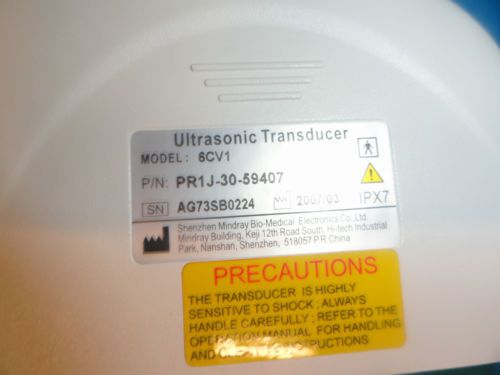 Ultrasonic Transducer
MODEL: 6CV1
P/N: PR1J-30-59407
SN AG73SB0224 2007/03 IPX7
Shenzhen Mindray Bio-Medical Electronics Co.,Ltd.
Mindray Building, Keji 12th Road South, Hi-tech Industrial
Park, Nanshan, Shenzhen, 518057 P R China
PRECAUTIONS
THE TRANSDUCER IS HIGHLY
SENSITIVE TO SHOCK ; ALWAYS
HANDLE CAREFULLY ; REFER TO THE
OPERATION MANUAL FOR HANDLING
AND INSTRUCTIONS